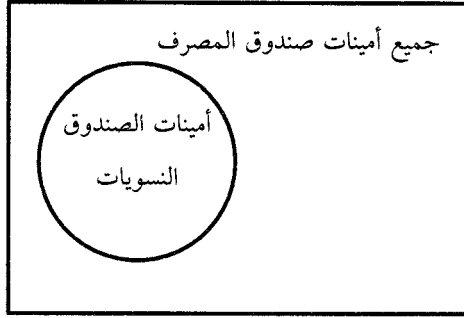 جميع أمينات صندوق المصرف
أمينات الصندوق
النسويات